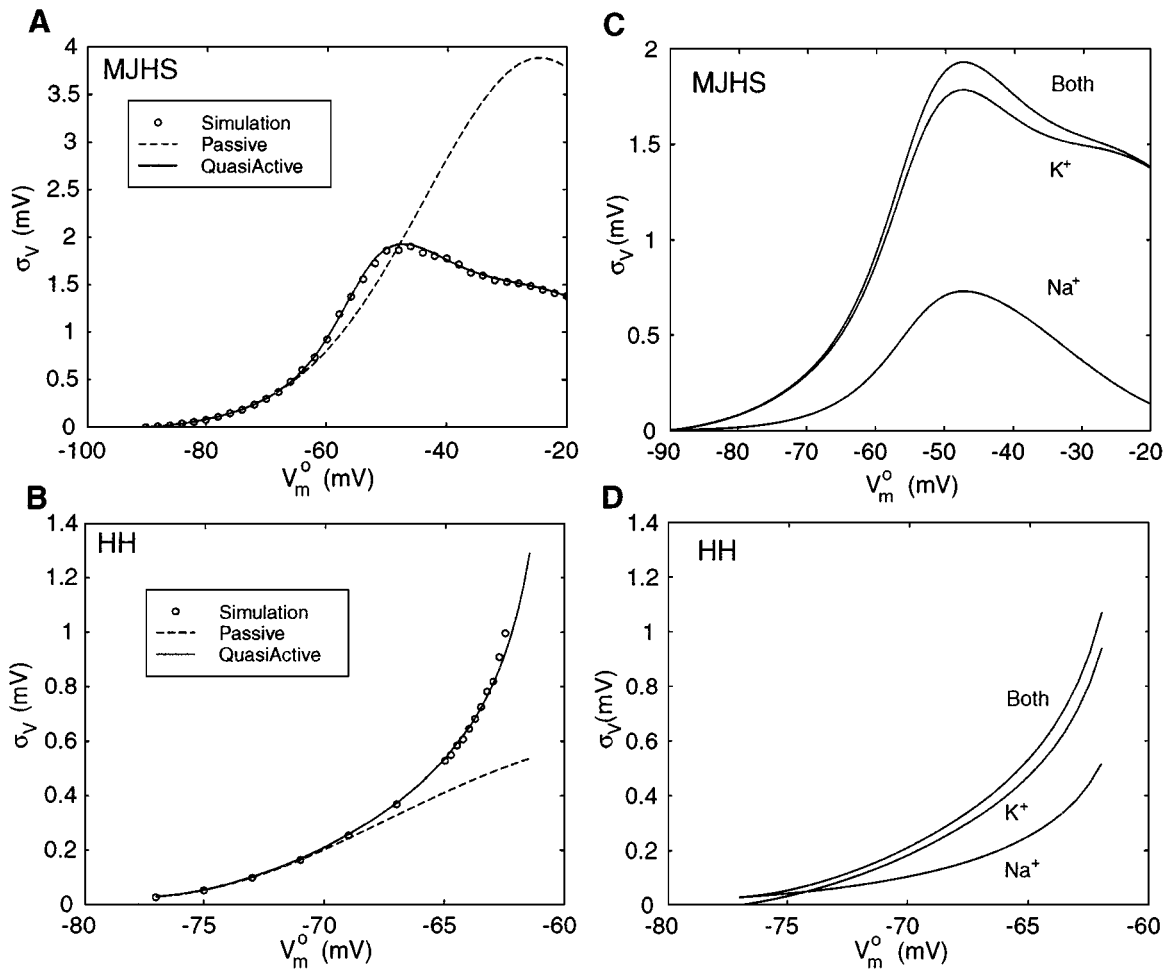 A
MJHS
Simulation
Passive
QuasiActive
σV (mV)
4
3.5
3
2.5
2
1.5
1
0.5
0
-100
-80
-60
-40
-20
V°m (mV)
C
MJHS
Both
K+
Na+
σV(mV)
2
1.5
1
0.5
0
-90
-80
-70
-60
-50
-40
-30
-20
V°m (mV)
B
HH
Simulation
Passive
QuasiActive
σV (mV)
1.4
1.2
1
0.8
0.6
0.4
0.2
0
-80
-75
-70
-65
-60
V°m (mV)
D
HH
Both
K+
Na+
σV(mV)
1.4
1.2
1
0.8
0.6
0.4
0.2
0
-80
-75
-70
-65
-60
V°m (mV)